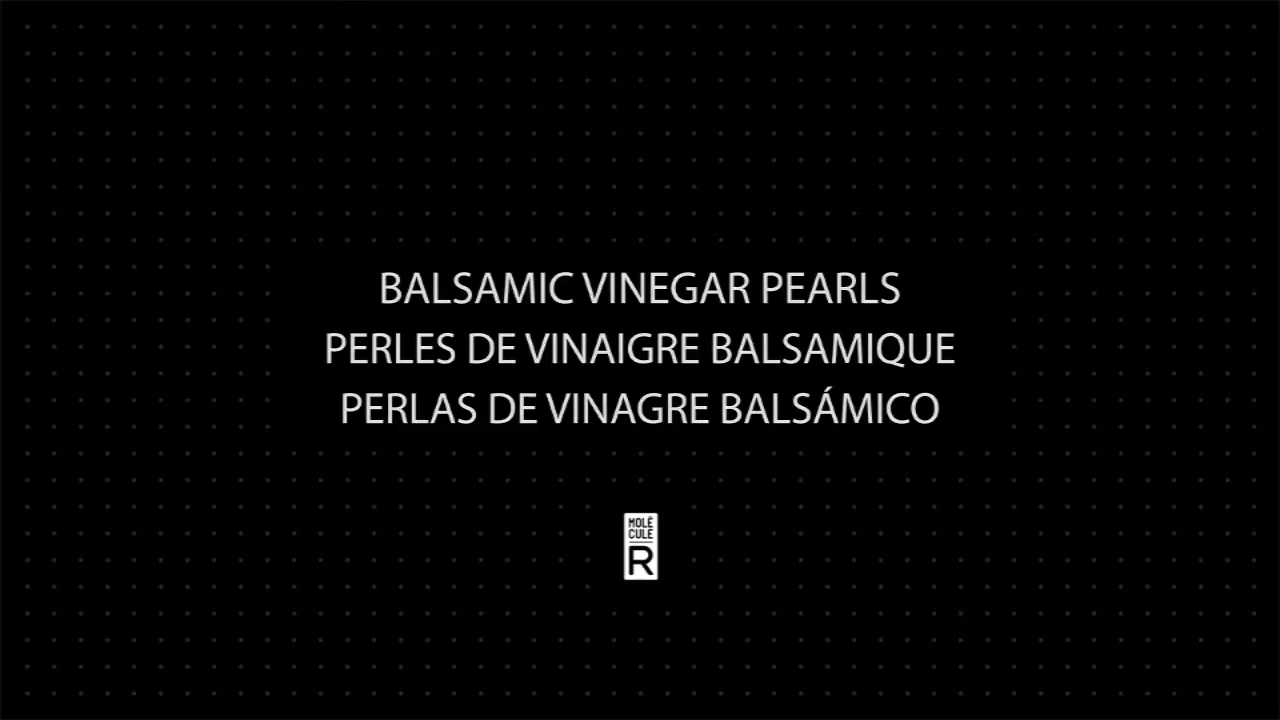 BALSAMIC VINEGAR PEARLS
PERLES DE VINAIGRE BALSAMIQUE
PERLAS DE VINAGRE BALSÁMICO
MOLÉ
CULE
R